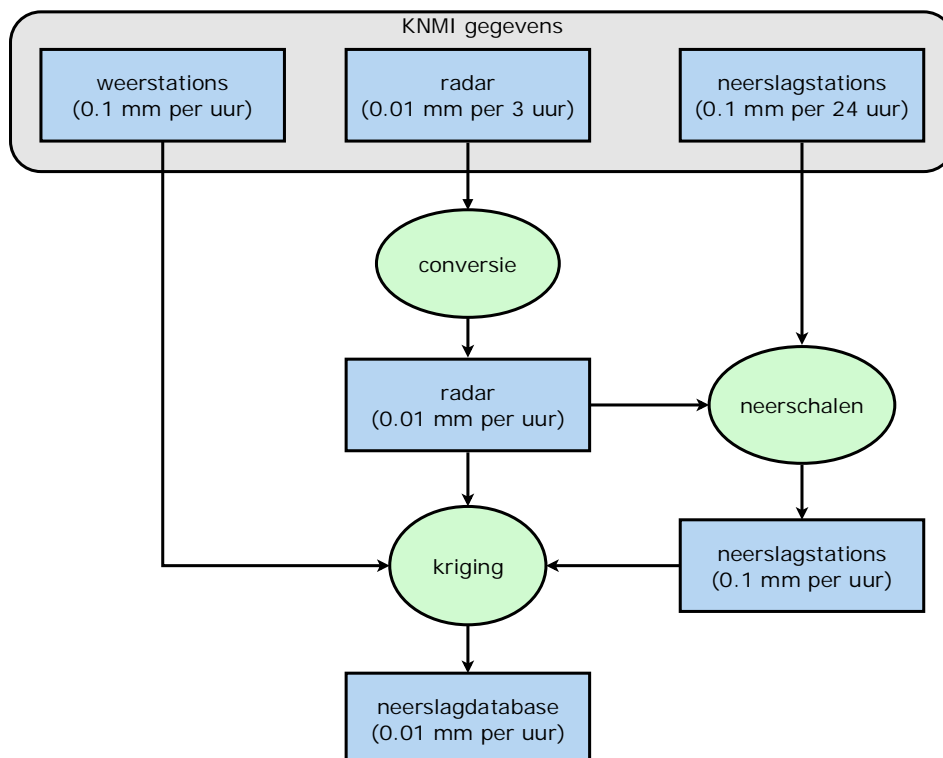 KNMI gegevens
weerstations
(0.1 mm per uur)
radar
(0.01 mm per 3 uur)
neerslagstations
(0.1 mm per 24 uur)
conversie
radar
(0.01 mm per uur)
neerschalen
kriging
neerslagstations
(0.1 mm per uur)
neerslagdatabase
(0.01 mm per uur)